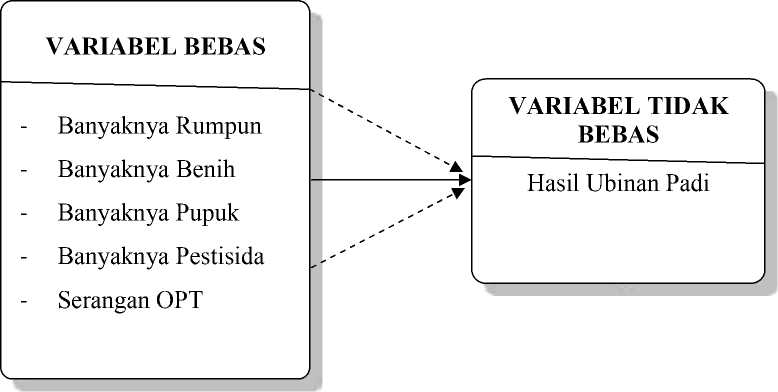 VARIABEL BEBAS
- Banyaknya Rumpun
- Banyaknya Benih
- Banyaknya Pupuk
- Banyaknya Pestisida
- Serangan OPT
VARIABEL TIDAK
BEBAS
Hasil Ubinan Padi